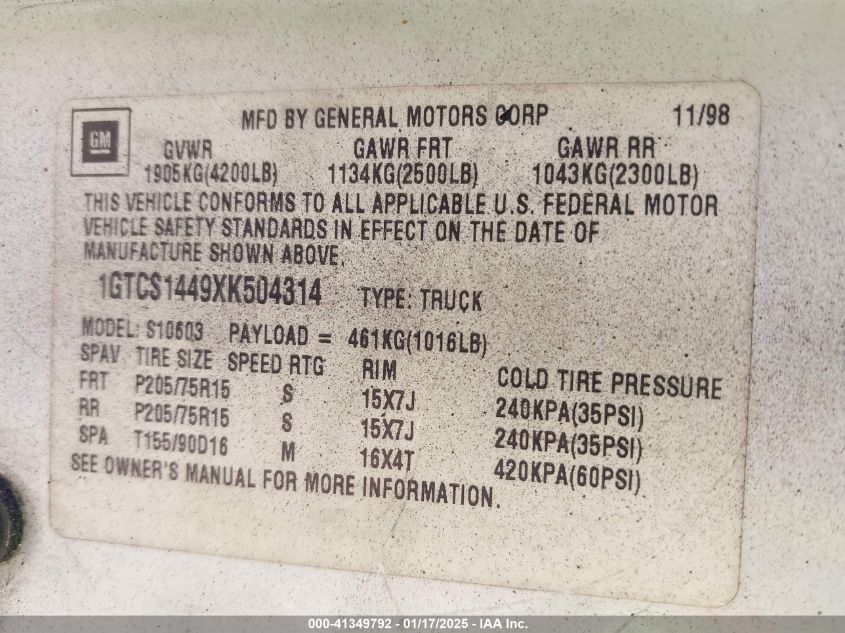 GM
MFD BY GENERAL MOTORS CORP 11/98
GVWR GAWR FRT GAWR RR
1905KG(4200LB) 1134KG(2500LB) 1043KG(2300LB)
THIS VEHICLE CONFORMS TO ALL APPLICABLE U.S. FEDERAL MOTOR
VEHICLE SAFETY STANDARDS IN EFFECT ON THE DATE OF
MANUFACTURE SHOWN ABOVE.
1GTCS1449XK504314 TYPE: TRUCK
MODEL: S10603 PAYLOAD = 461KG(1016LB)
SPAV TIRE SIZE SPEED RTG RIM COLD TIRE PRESSURE
FRT P205/75R15 S 15X7J 240KPA(35PSI)
RR P205/75R15 S 15X7J 240KPA(35PSI)
SPA T155/90D16 M 16X4T 420KPA(60PSI)
SEE OWNER'S MANUAL FOR MORE INFORMATION.
000-41349792 - 01/17/2025 - IAA Inc.